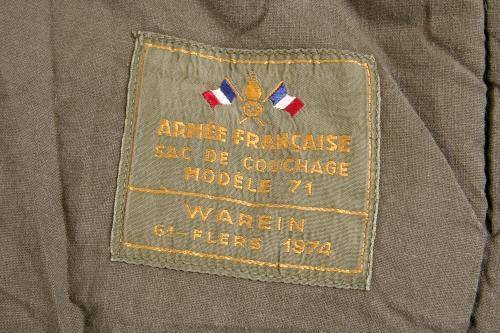 ARMÉE FRANÇAISE
SAC DE COUCHAGE
MODÈLE 71
WAREIN
61-FLERS 1974